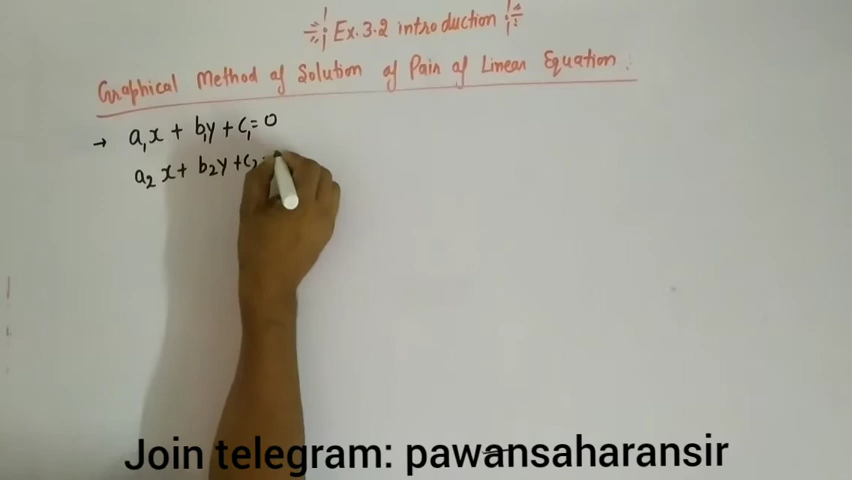 Ex. 3.2 introduction
Graphical Method of Solution of Pair of Linear Equation :
→ a₁x + b₁y + c₁ = 0
a₂x + b₂y + c₂ =
Join telegram: pawansaharansir